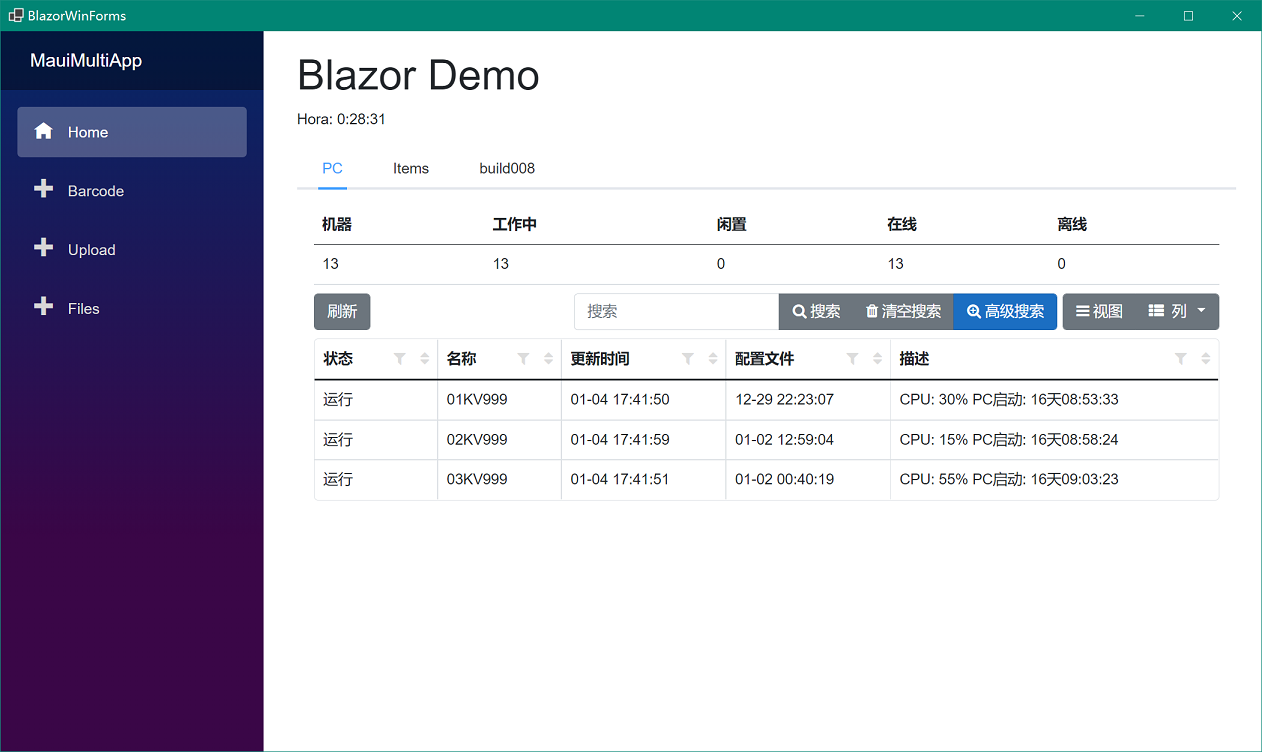 BlazorWinForms
MauiMultiApp
Home
Barcode
Upload
Files
Blazor Demo
Hora: 0:28:31
PC Items build008
机器 工作中 闲置 在线 离线
13 13 0 13 0
刷新 搜索 搜索 清空搜索 高级搜索 视图 列
状态 名称 更新时间 配置文件 描述
运行 01KV999 01-04 17:41:50 12-29 22:23:07 CPU: 30% PC启动: 16天08:53:33
运行 02KV999 01-04 17:41:59 01-02 12:59:04 CPU: 15% PC启动: 16天08:58:24
运行 03KV999 01-04 17:41:51 01-02 00:40:19 CPU: 55% PC启动: 16天09:03:23